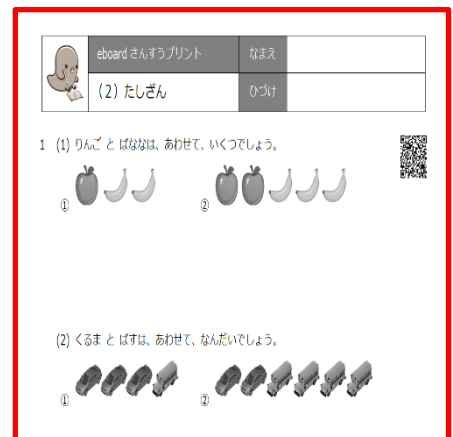 eboard さんすうプリント
なまえ
(2) たしざん
ひづけ
1 (1) りんご と ばななは、あわせて、いくつでしょう。
① ②
(2) くるま と ばすは、あわせて、なんだいでしょう。
① ②